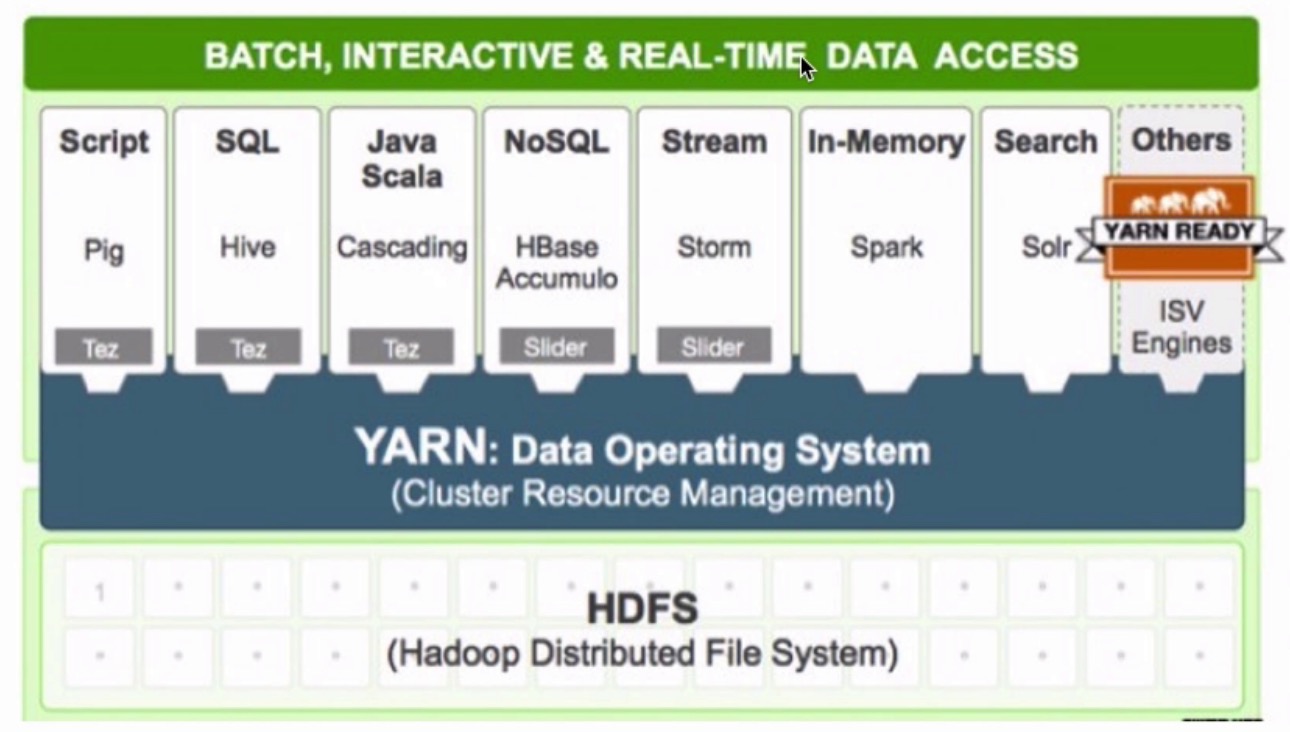 BATCH, INTERACTIVE & REAL-TIME DATA ACCESS
Script
Pig
Tez
SQL
Hive
Tez
Java
Scala
Cascading
Tez
NoSQL
HBase
Accumulo
Slider
Stream
Storm
Slider
In-Memory
Spark
Search
Solr
Others
YARN READY
ISV
Engines
YARN: Data Operating System
(Cluster Resource Management)
1
HDFS
(Hadoop Distributed File System)